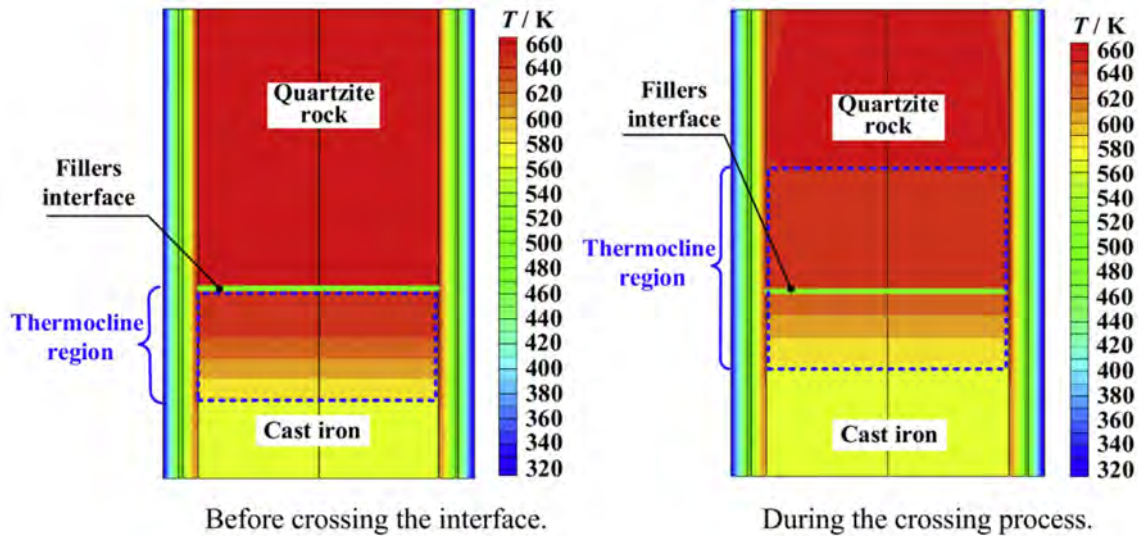 T / K
660
640
620
600
580
560
540
520
500
480
460
440
420
400
380
360
340
320
Quartzite
rock
Fillers
interface
Thermocline
region
Cast iron
Before crossing the interface.
T / K
660
640
620
600
580
560
540
520
500
480
460
440
420
400
380
360
340
320
Quartzite
rock
Fillers
interface
Thermocline
region
Cast iron
During the crossing process.